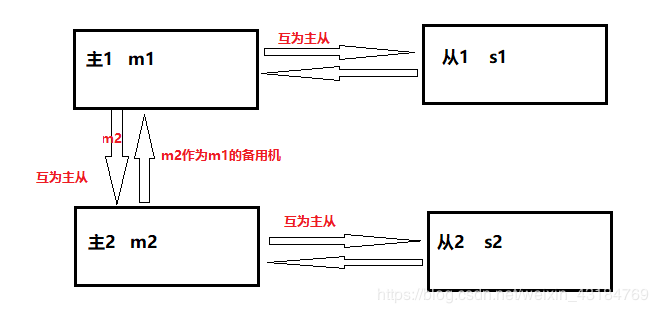 互为主从
主1 m1
从1 s1
m2
m2作为m1的备用机
互为主从
互为主从
主2 m2
从2 s2
https://blog.csdn.net/weixin_43184769